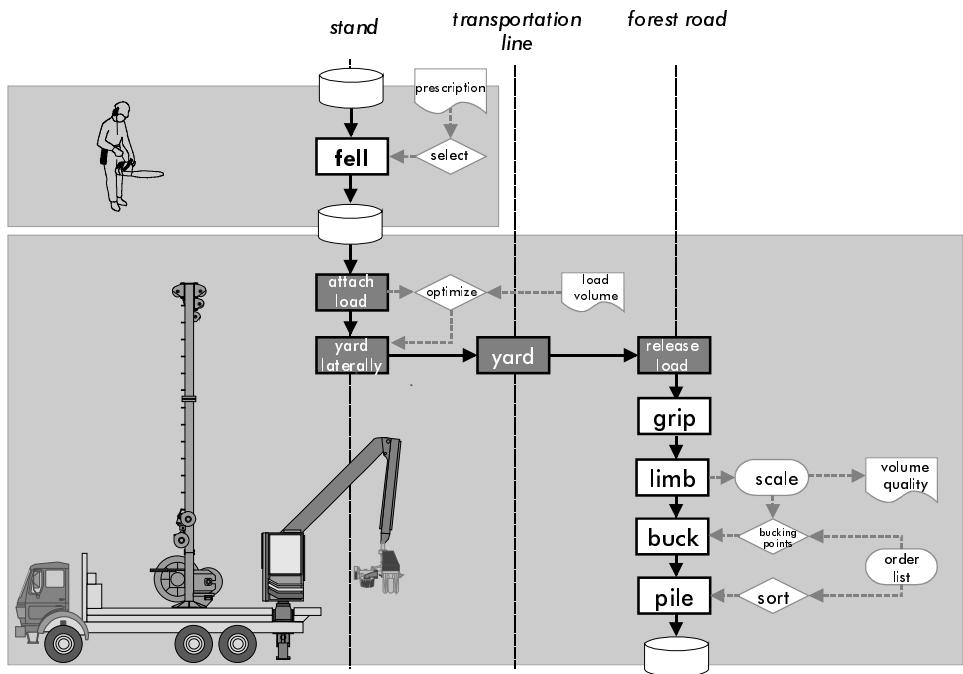 stand
transportation
line
forest road
prescription
select
fell
attach
load
optimize
load
volume
yard
laterally
yard
release
load
grip
limb
scale
volume
quality
buck
bucking
points
order
list
pile
sort